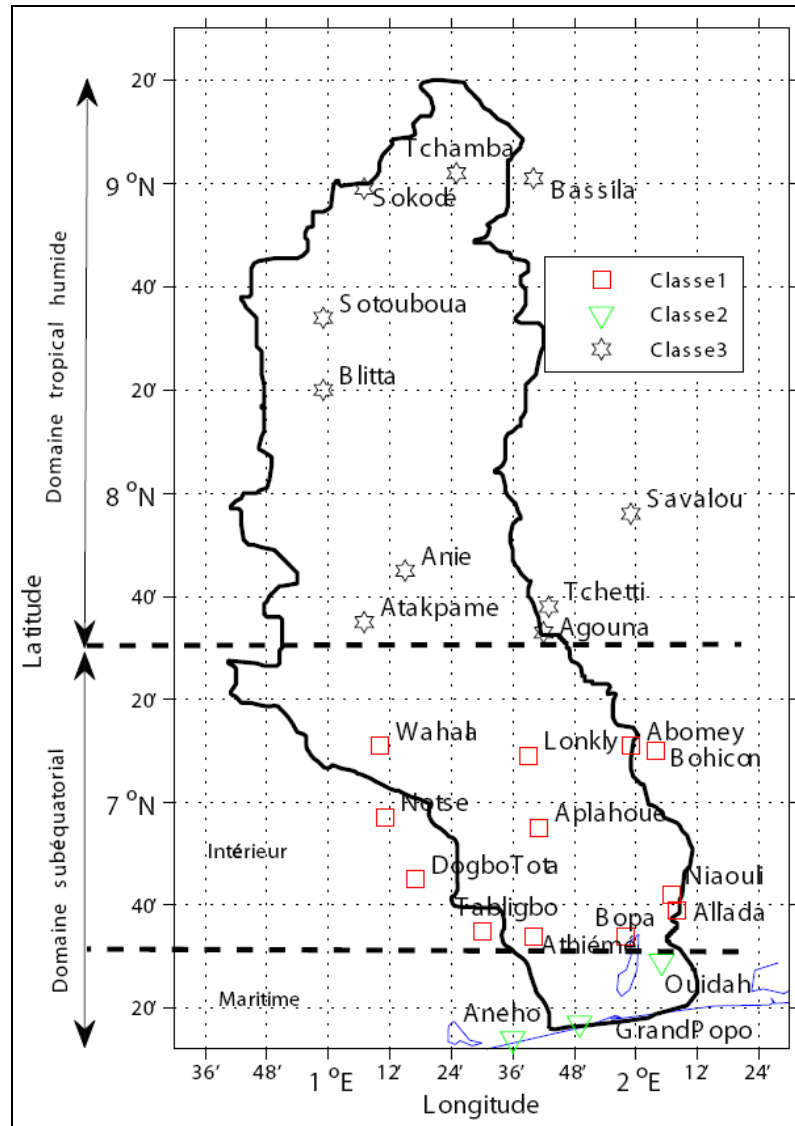 20′
Tchamba
9 °N
Sokodé
Bassila
40′
Classe1
Sotouboua
Classe2
Classe3
20′
Blitta
Domaine tropical humide
8 °N
Savalou
Anie
40′
Tchetti
Atakpame
Agouna
Latitude
20′
Wahala
Lonkly
Abomey
Bohicon
7 °N
Notse
Aplahoue
Intérieur
DogboTota
Niaouli
Domaine subéquatorial
40′
Tabligbo
Bopa
Allada
Athiémé
Ouidah
Maritime
20′
Aneho
GrandPopo
36′ 48′ 1 °E 12′ 24′ 36′ 48′ 2 °E 12′ 24′
Longitude